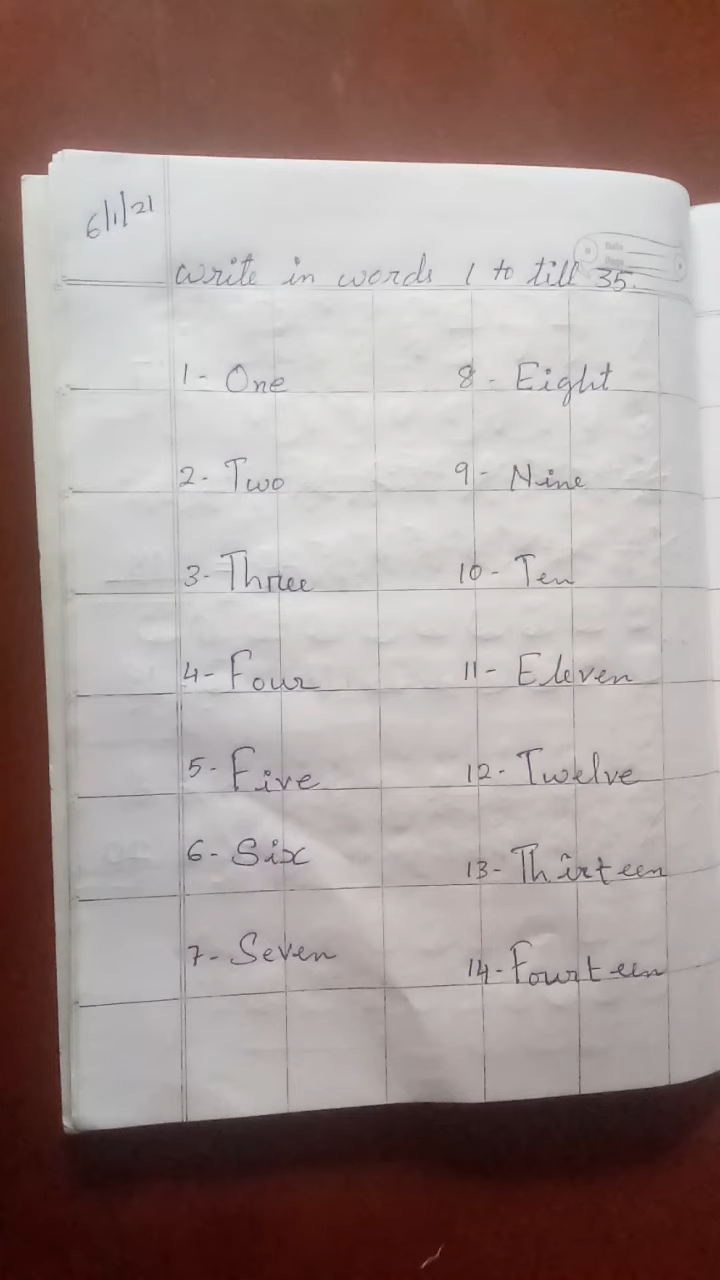 6/1/21
Date
Page
Write in words 1 to till 35.
1- One
8 - Eight
2- Two
9- Nine
3- Three
10- Ten
4- Four
11- Eleven
5- Five
12- Twelve
6- Six
13- Thirteen
7- Seven
14- Fourteen